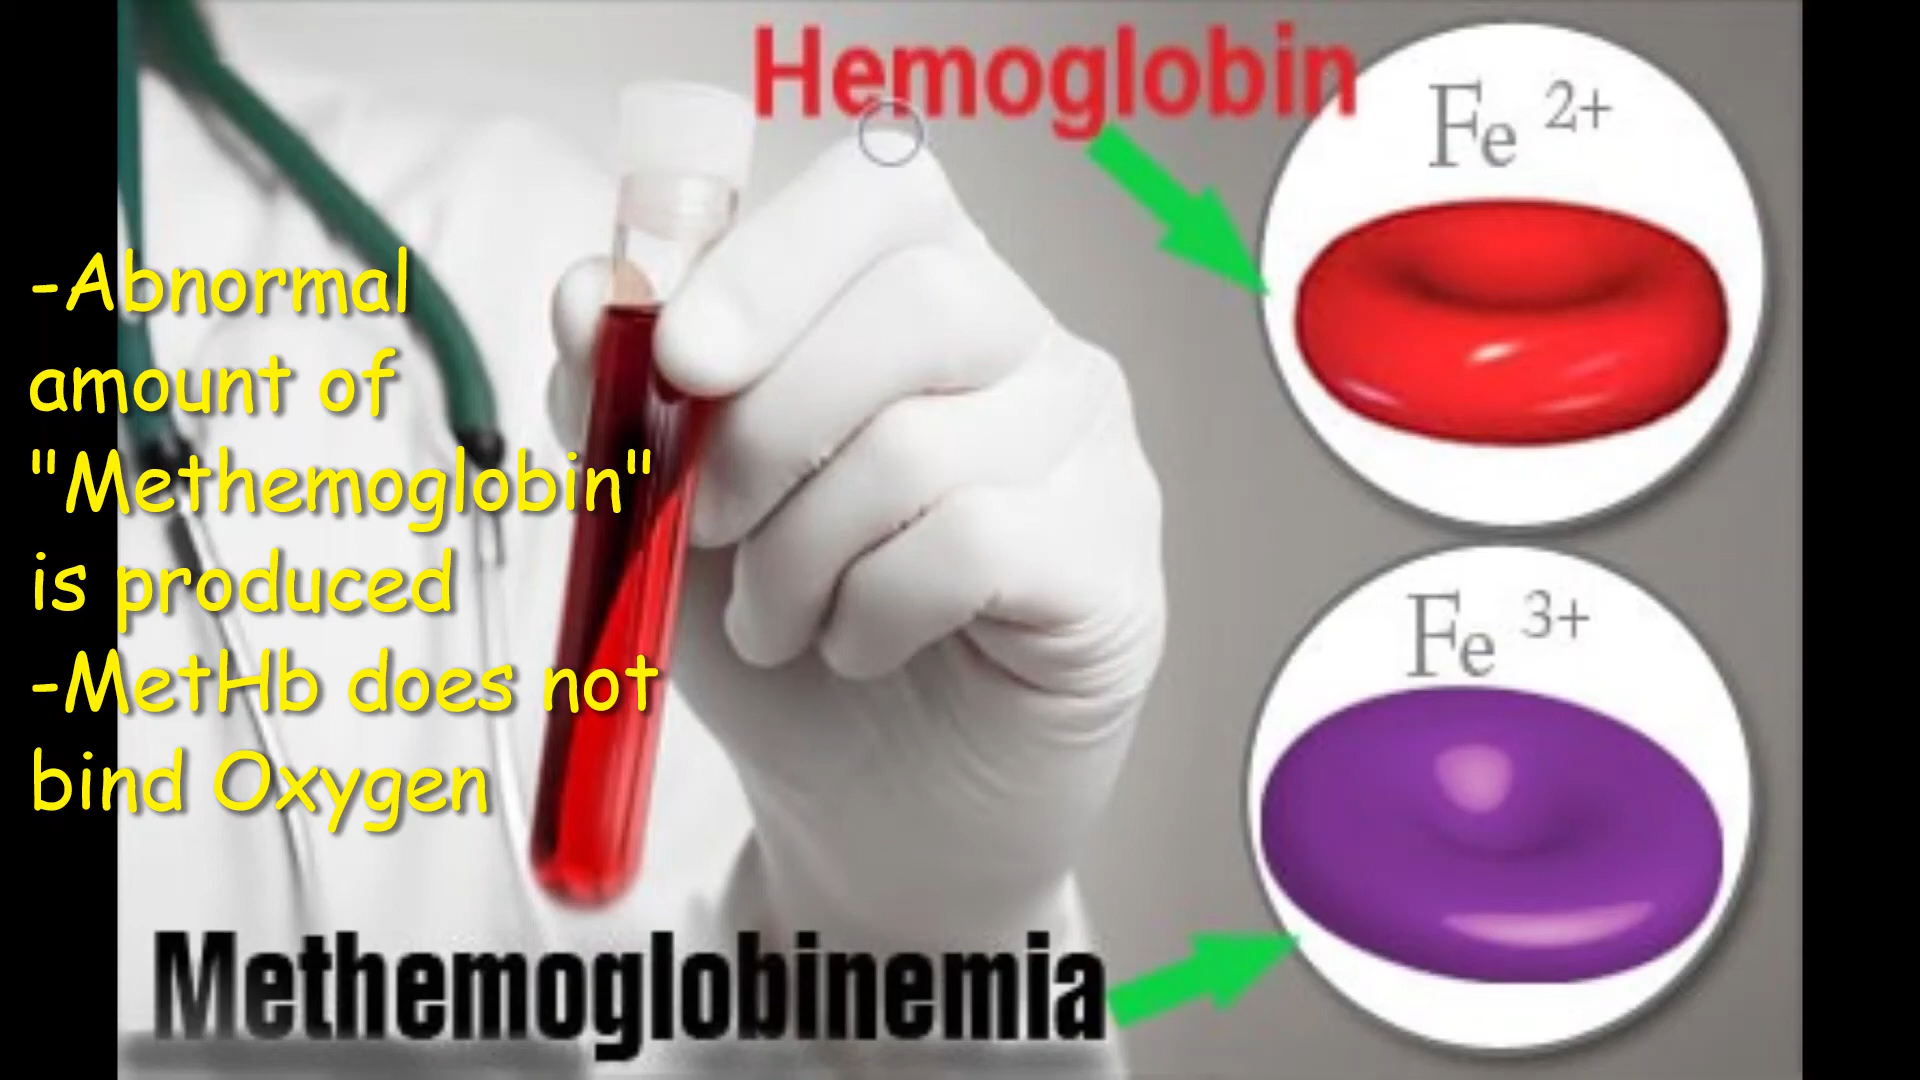 Hemoglobin
Fe 2+
-Abnormal
amount of
"Methemoglobin"
is produced
-MetHb does not
bind Oxygen
Fe 3+
Methemoglobinemia